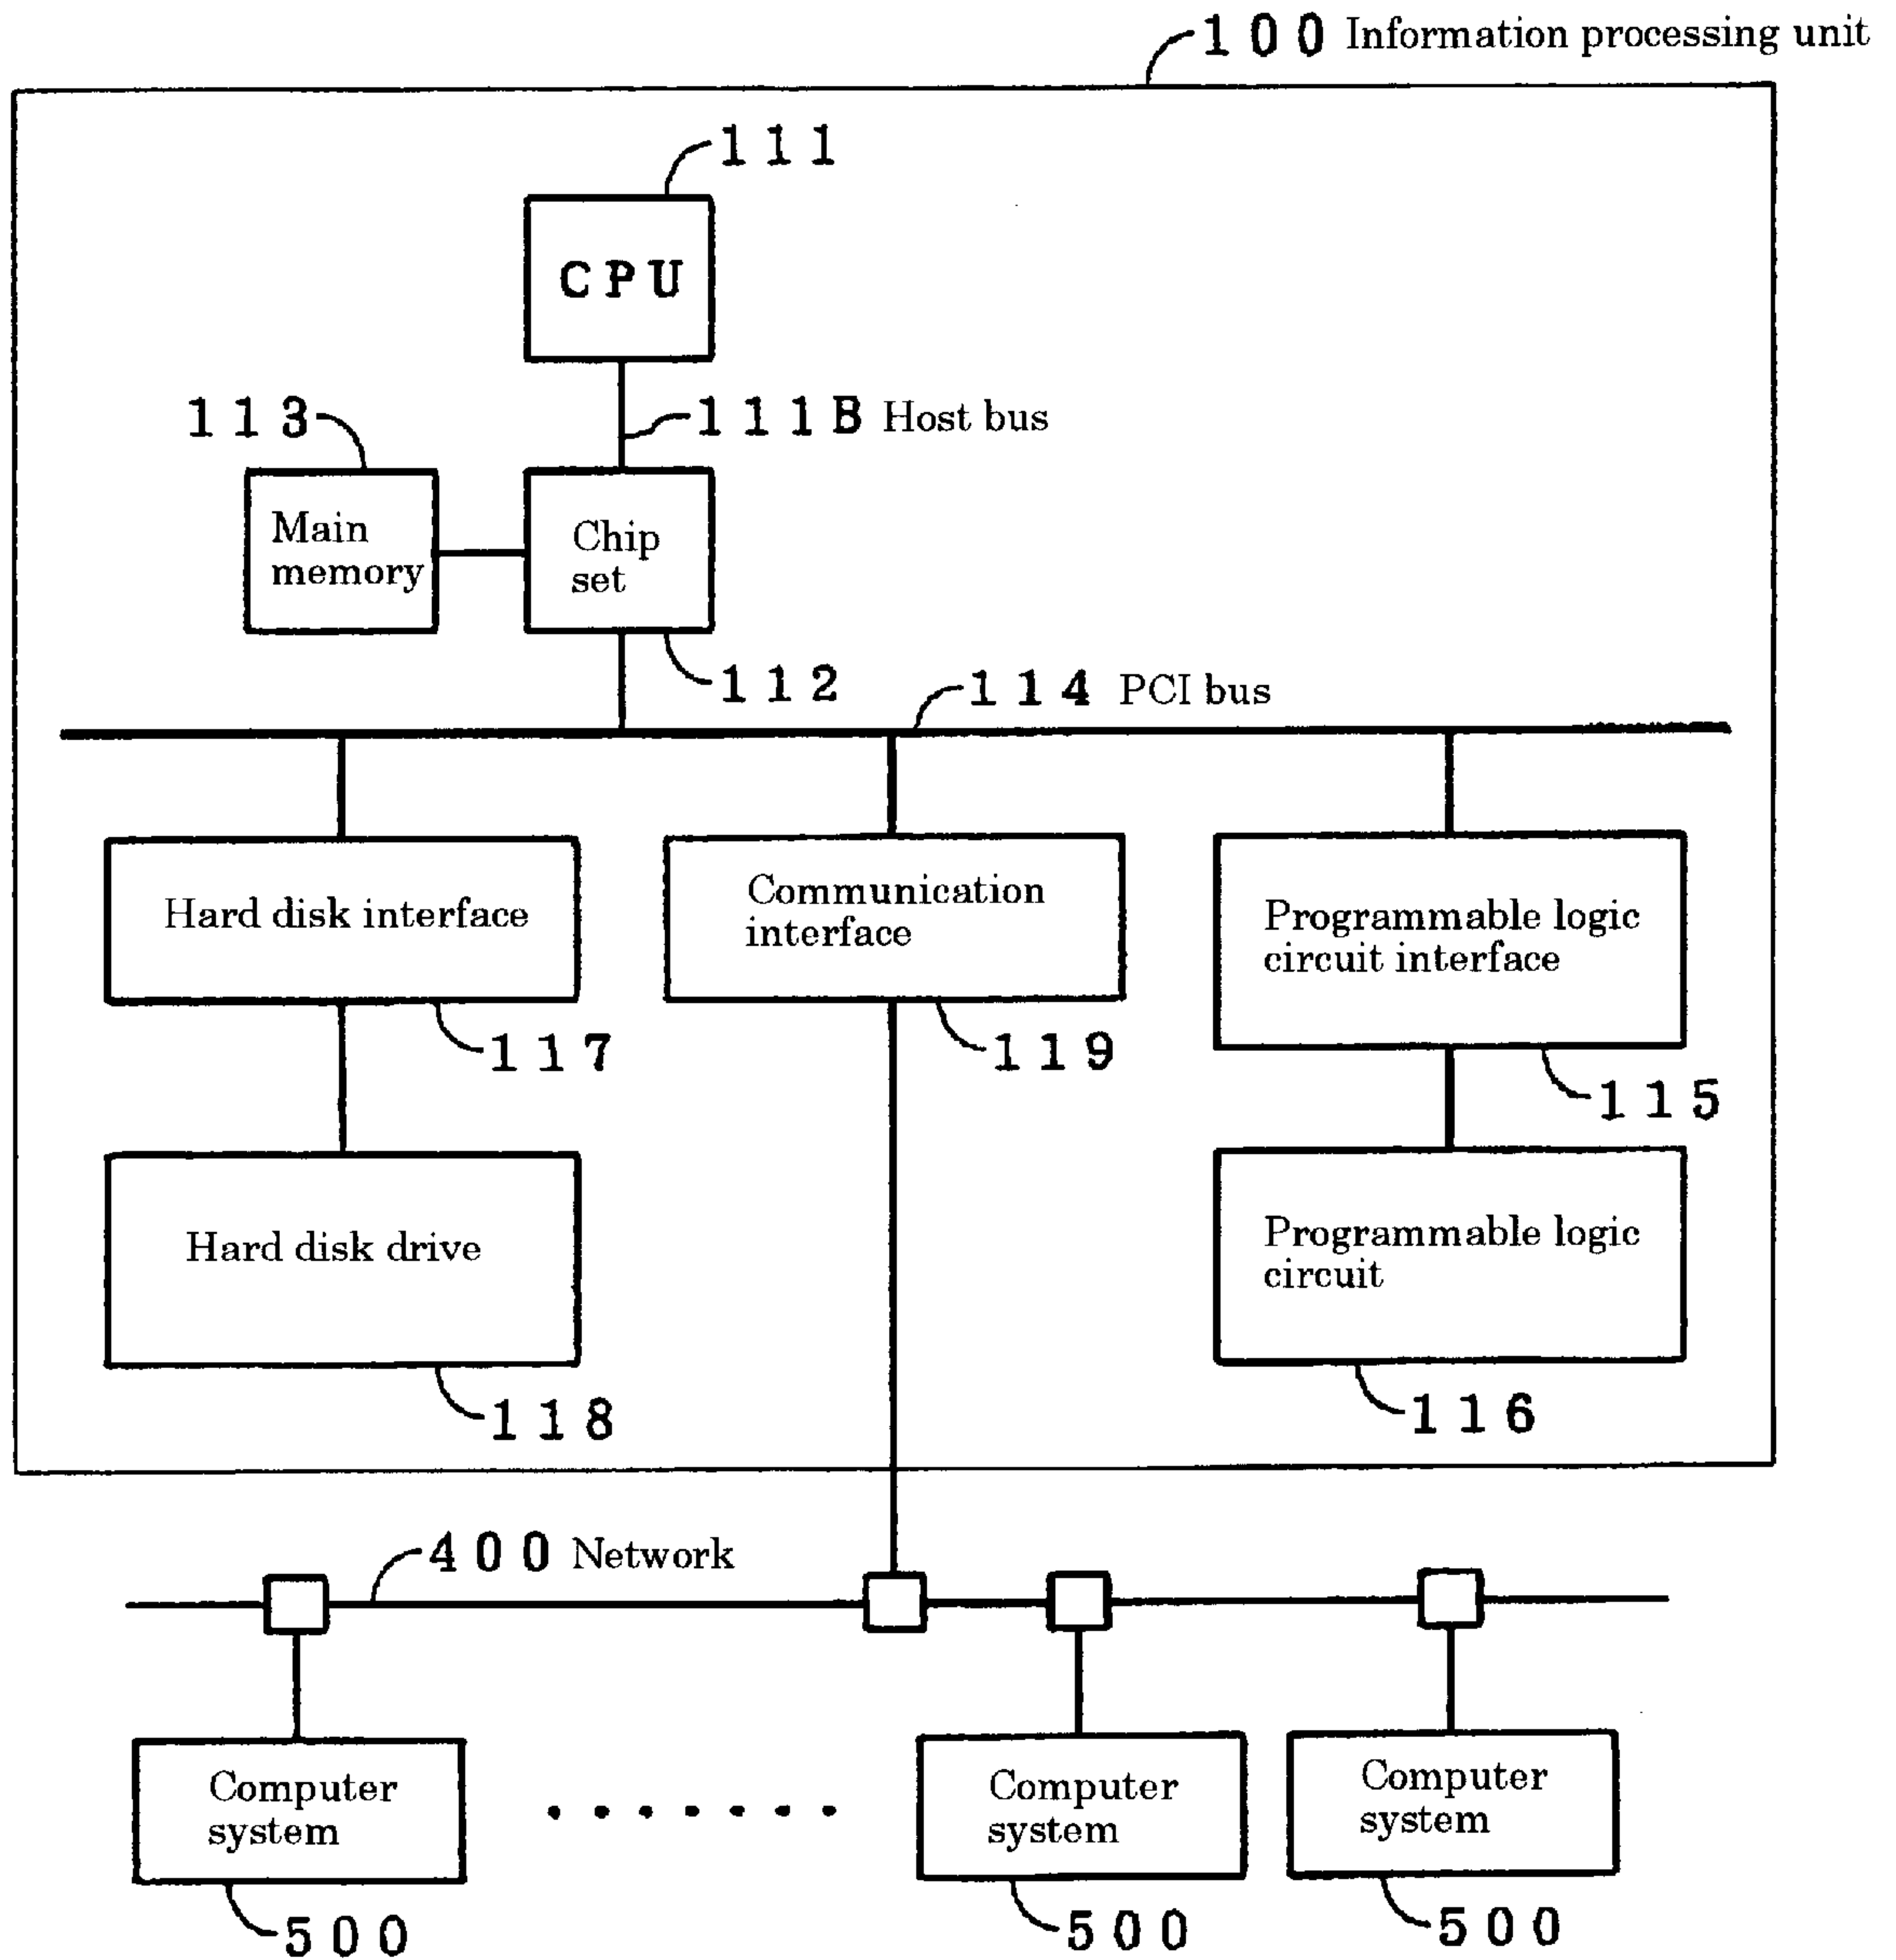 100 Information processing unit
111
CPU
113
111B Host bus
Main
memory
Chip
set
112
114 PCI bus
Hard disk interface
Communication
interface
Programmable logic
circuit interface
117
119
115
Hard disk drive
Programmable logic
circuit
118
116
400 Network
Computer
system
Computer
system
Computer
system
500
500
500